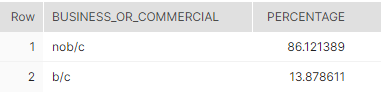 Row BUSINESS_OR_COMMERCIAL PERCENTAGE
1 nob/c 86.121389
2 b/c 13.878611